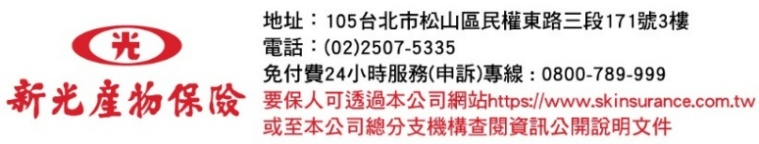 光
新光產物保險
地址：105台北市松山區民權東路三段171號3樓
電話：(02)2507-5335
免付費24小時服務(申訴)專線：0800-789-999
要保人可透過本公司網站https://www.skinsurance.com.tw
或至本公司總分支機構查閱資訊公開說明文件